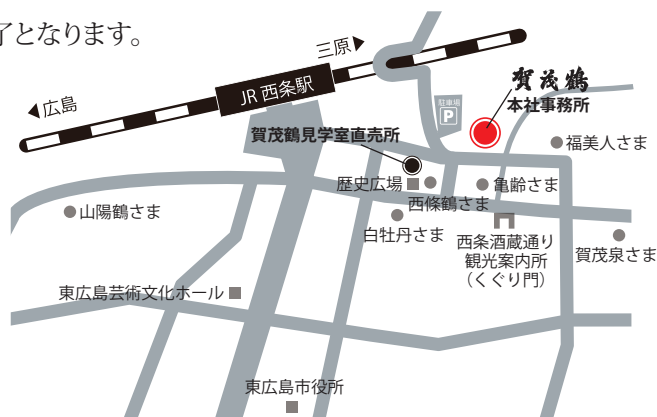 了となります。
三原▶
◀広島
JR 西条駅
賀茂鶴
本社事務所
駐車場
P
賀茂鶴見学室直売所
福美人さま
歴史広場
亀齢さま
西條鶴さま
山陽鶴さま
白牡丹さま
西条酒蔵通り
観光案内所
（くぐり門）
賀茂泉さま
東広島芸術文化ホール
東広島市役所